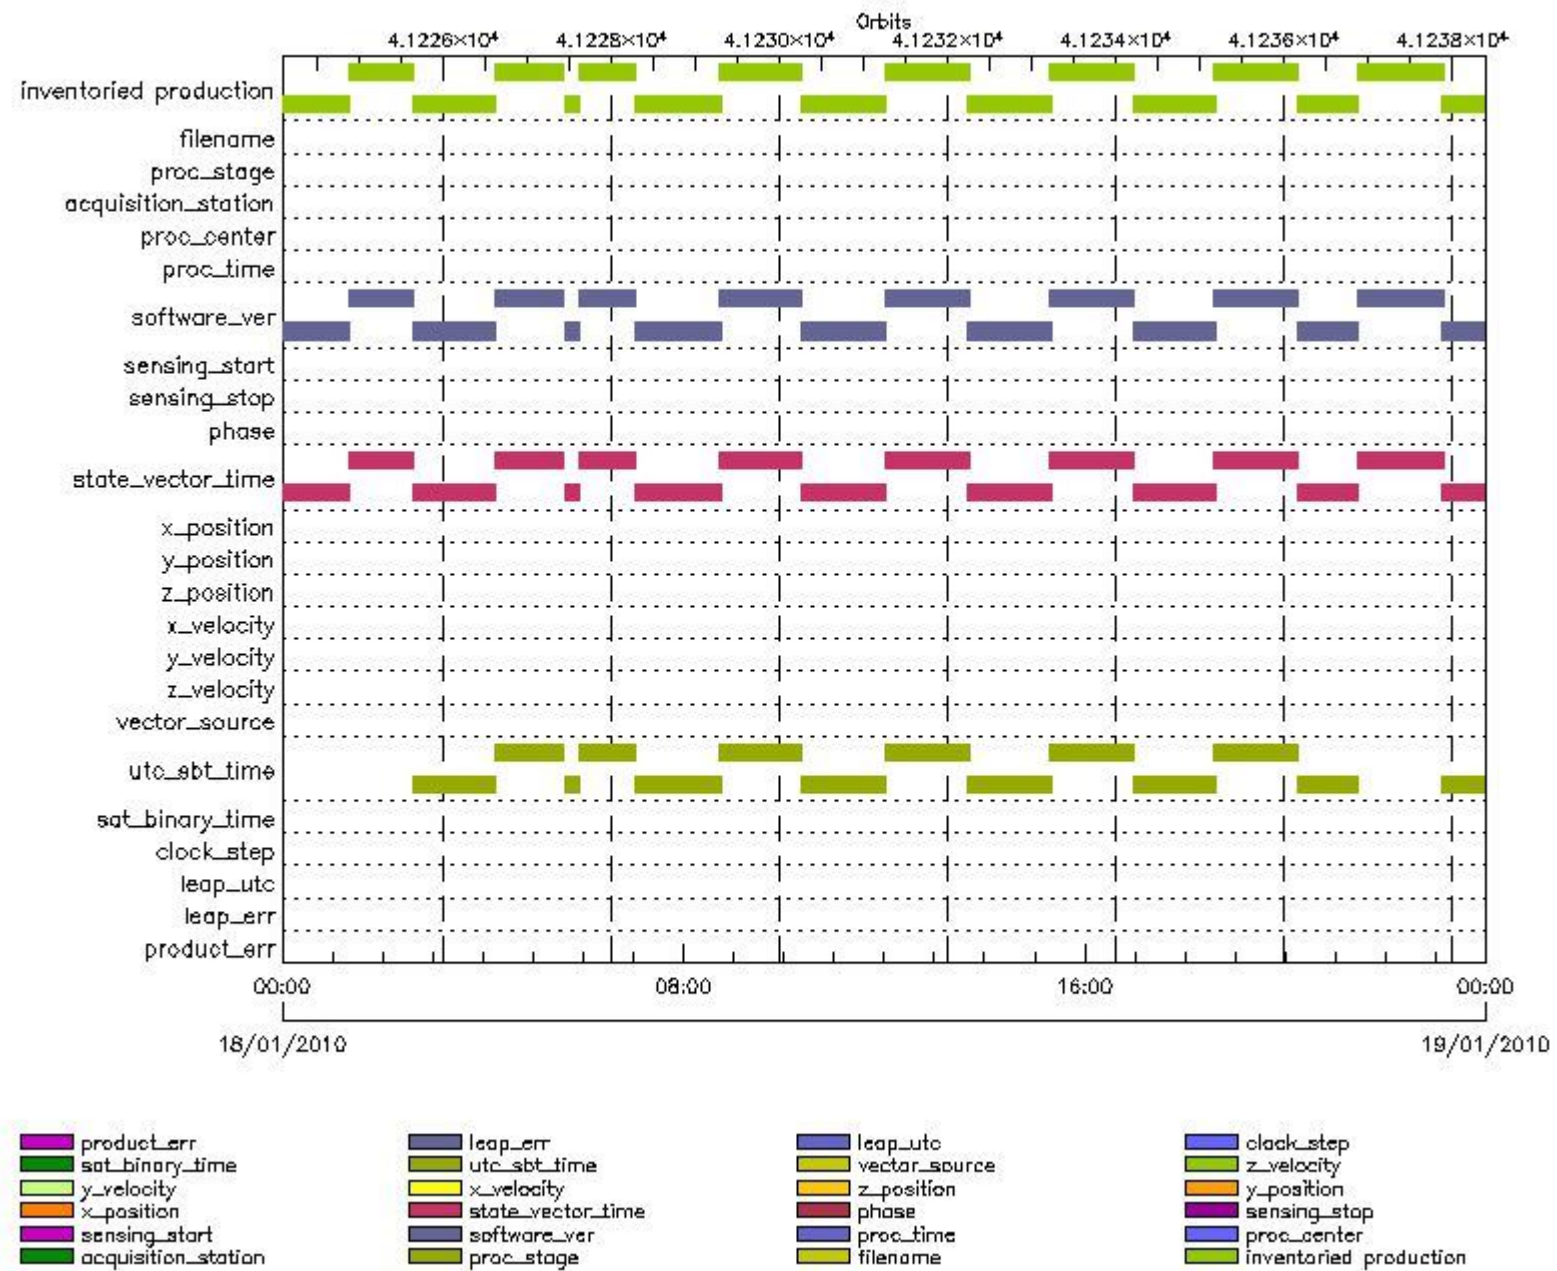 Orbits
4.1226×10⁴ 4.1228×10⁴ 4.1230×10⁴ 4.1232×10⁴ 4.1234×10⁴ 4.1236×10⁴ 4.1238×10⁴
inventoried production
filename
proc_stage
acquisition_station
proc_center
proc_time
software_ver
sensing_start
sensing_stop
phase
state_vector_time
x_position
y_position
z_position
x_velocity
y_velocity
z_velocity
vector_source
utc_sbt_time
sat_binary_time
clock_step
leap_utc
leap_err
product_err
00:00 08:00 16:00 00:00
18/01/2010 19/01/2010
product_err leap_err leap_utc clock_step
sat_binary_time utc_sbt_time vector_source z_velocity
y_velocity x_velocity z_position y_position
x_position state_vector_time phase sensing_stop
sensing_start software_ver proc_time proc_center
acquisition_station proc_stage filename inventoried production